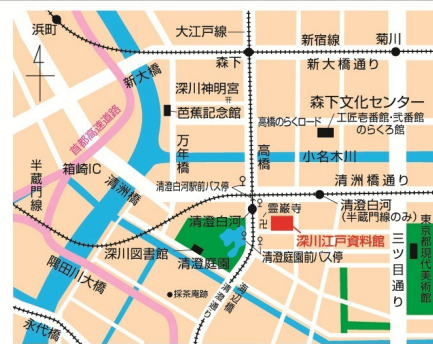 浜町
大江戸線
森下
新宿線
菊川
新大橋通り
新大橋
深川神明宮
芭蕉記念館
森下文化センター
工匠壱番館・弐番館
のらくろ館
高橋のらくロード
首都高速道路
万年橋
高橋
小名木川
半蔵門線
箱崎IC
清洲橋
清洲橋通り
清澄白河駅前バス停
清澄白河
(半蔵門線のみ)
清澄白河
霊巌寺
深川江戸資料館
深川図書館
清澄庭園
清澄庭園前バス停
三ツ目通り
東京都現代美術館
隅田川大橋
採荼庵跡
海辺橋
清澄通り
永代橋